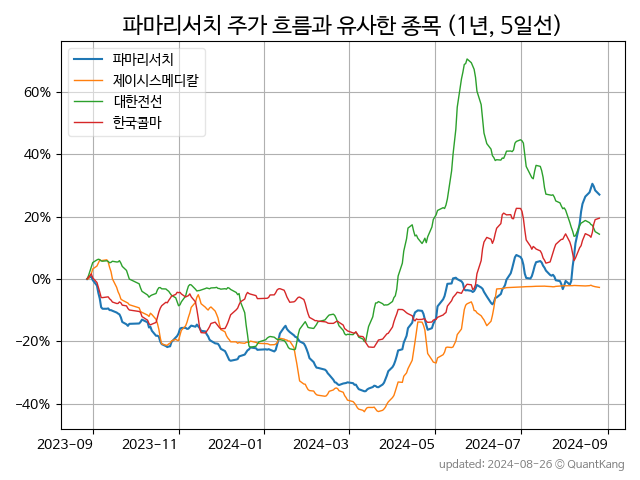 파마리서치 주가 흐름과 유사한 종목 (1년, 5일선)
파마리서치
제이시스메디칼
대한전선
한국콜마
60%
40%
20%
0%
−20%
−40%
2023-09 2023-11 2024-01 2024-03 2024-05 2024-07 2024-09
updated: 2024-08-26 © QuantKang